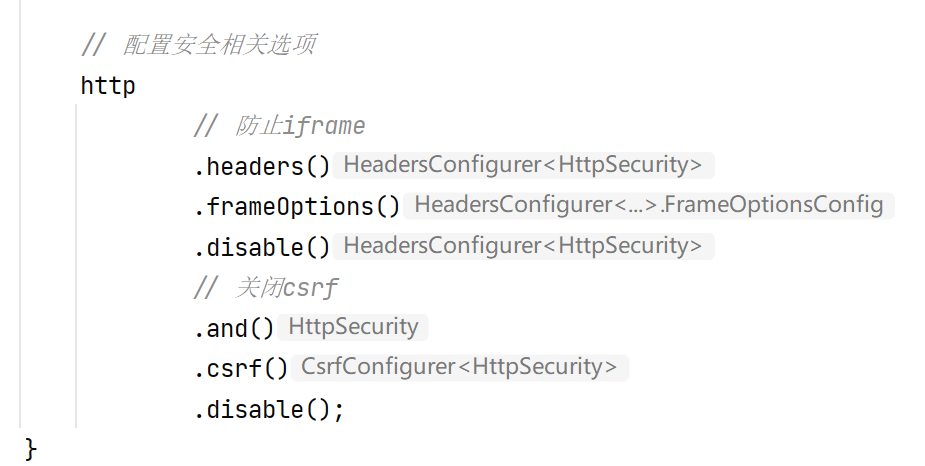 // 配置安全相关选项
http
// 防止iframe
.headers() HeadersConfigurer<HttpSecurity>
.frameOptions() HeadersConfigurer<...>.FrameOptionsConfig
.disable() HeadersConfigurer<HttpSecurity>
// 关闭csrf
.and() HttpSecurity
.csrf() CsrfConfigurer<HttpSecurity>
.disable();
}